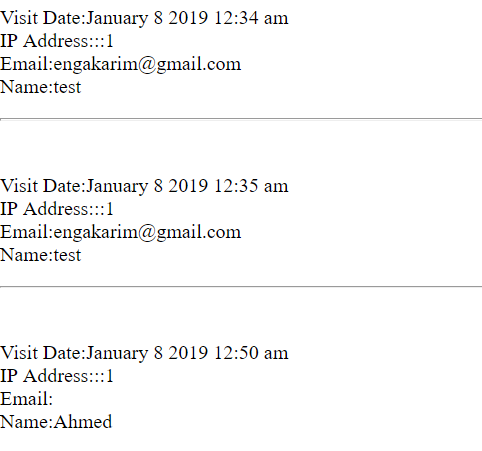 Visit Date:January 8 2019 12:34 am
IP Address:::1
Email:engakarim@gmail.com
Name:test
Visit Date:January 8 2019 12:35 am
IP Address:::1
Email:engakarim@gmail.com
Name:test
Visit Date:January 8 2019 12:50 am
IP Address:::1
Email:
Name:Ahmed